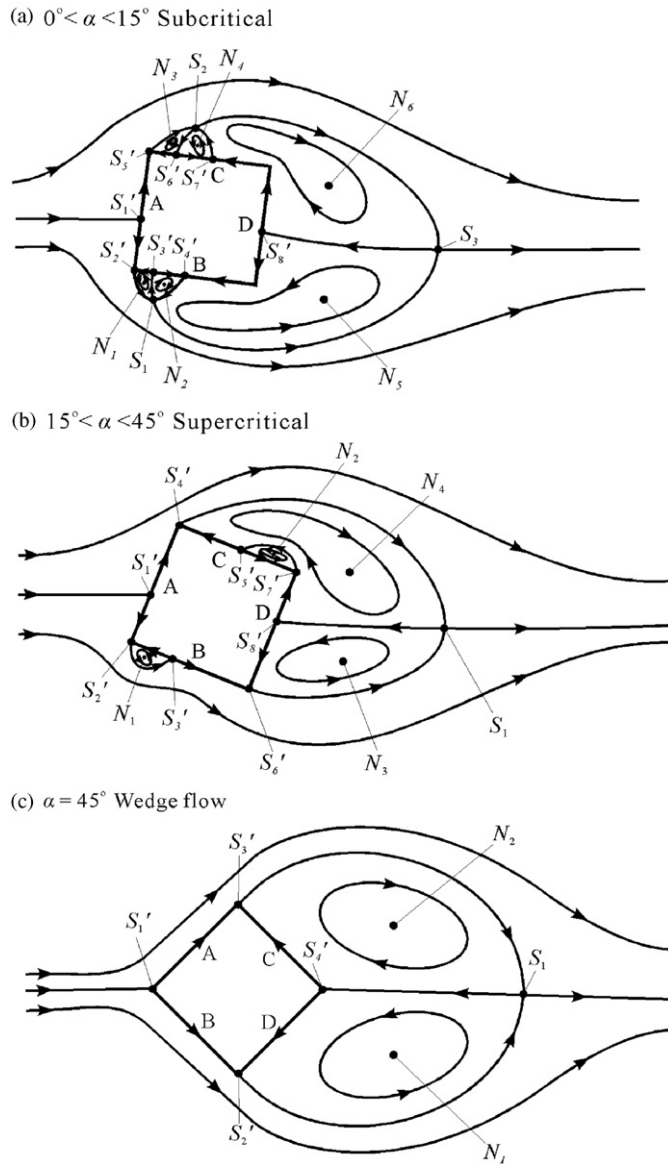 (a) 0°< α <15° Subcritical
N₃ S₂ N₄
N₆
S₅′
S₆′ S₇′ C
S₁′ A
D
S₃
S₂′ S₃′ S₄′ B
S₈′
N₁ S₁ N₂
N₅
(b) 15°< α <45° Supercritical
N₂
S₄′
N₄
C
S₁′ A
S₅′ S₇′
D
S₈′
B
S₂′ N₁ S₃′
S₁
S₆′
N₃
(c) α = 45° Wedge flow
S₃′
N₂
S₁′
S₄′
S₁
A
C
B
D
S₂′
N₁